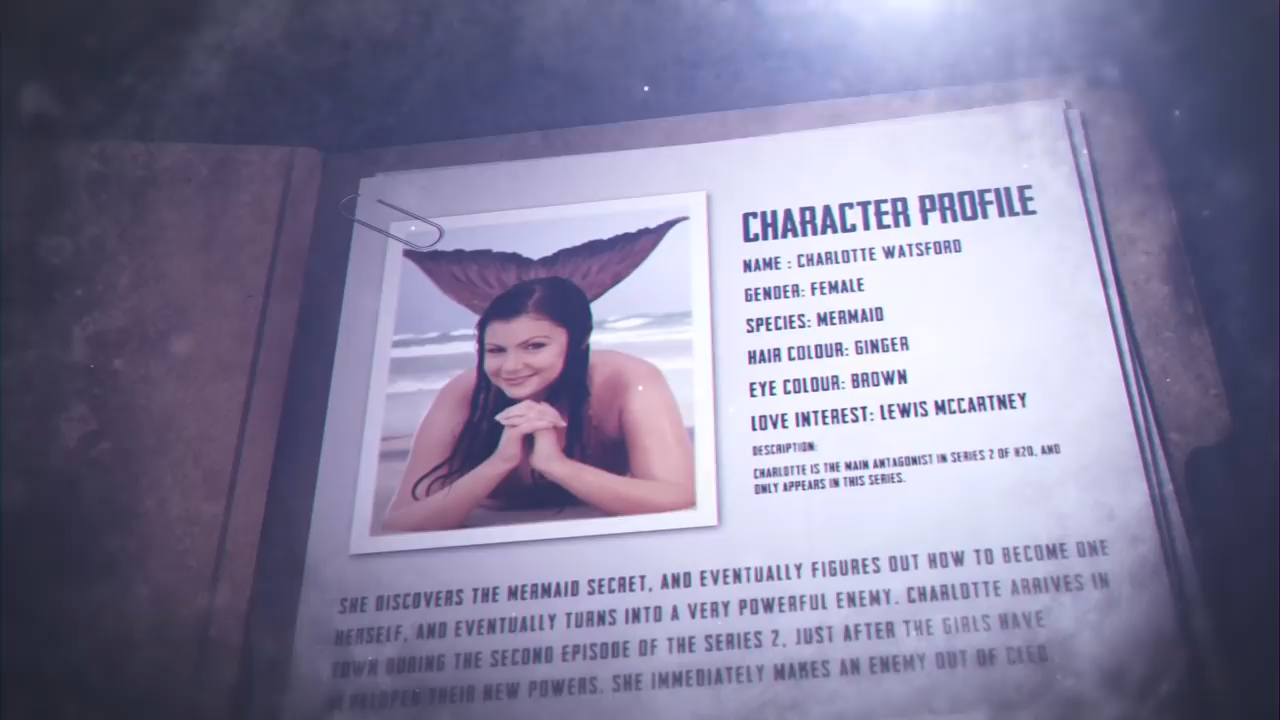 CHARACTER PROFILE
NAME : CHARLOTTE WATSFORD
GENDER: FEMALE
SPECIES: MERMAID
HAIR COLOUR: GINGER
EYE COLOUR: BROWN
LOVE INTEREST: LEWIS MCCARTNEY
DESCRIPTION:
CHARLOTTE IS THE MAIN ANTAGONIST IN SERIES 2 OF H2O, AND
ONLY APPEARS IN THIS SERIES.
SHE DISCOVERS THE MERMAID SECRET, AND EVENTUALLY FIGURES OUT HOW TO BECOME ONE
HERSELF, AND EVENTUALLY TURNS INTO A VERY POWERFUL ENEMY. CHARLOTTE ARRIVES IN
TOWN DURING THE SECOND EPISODE OF THE SERIES 2, JUST AFTER THE GIRLS HAVE
THEIR NEW POWERS. SHE IMMEDIATELY MAKES AN ENEMY OUT OF CLEO